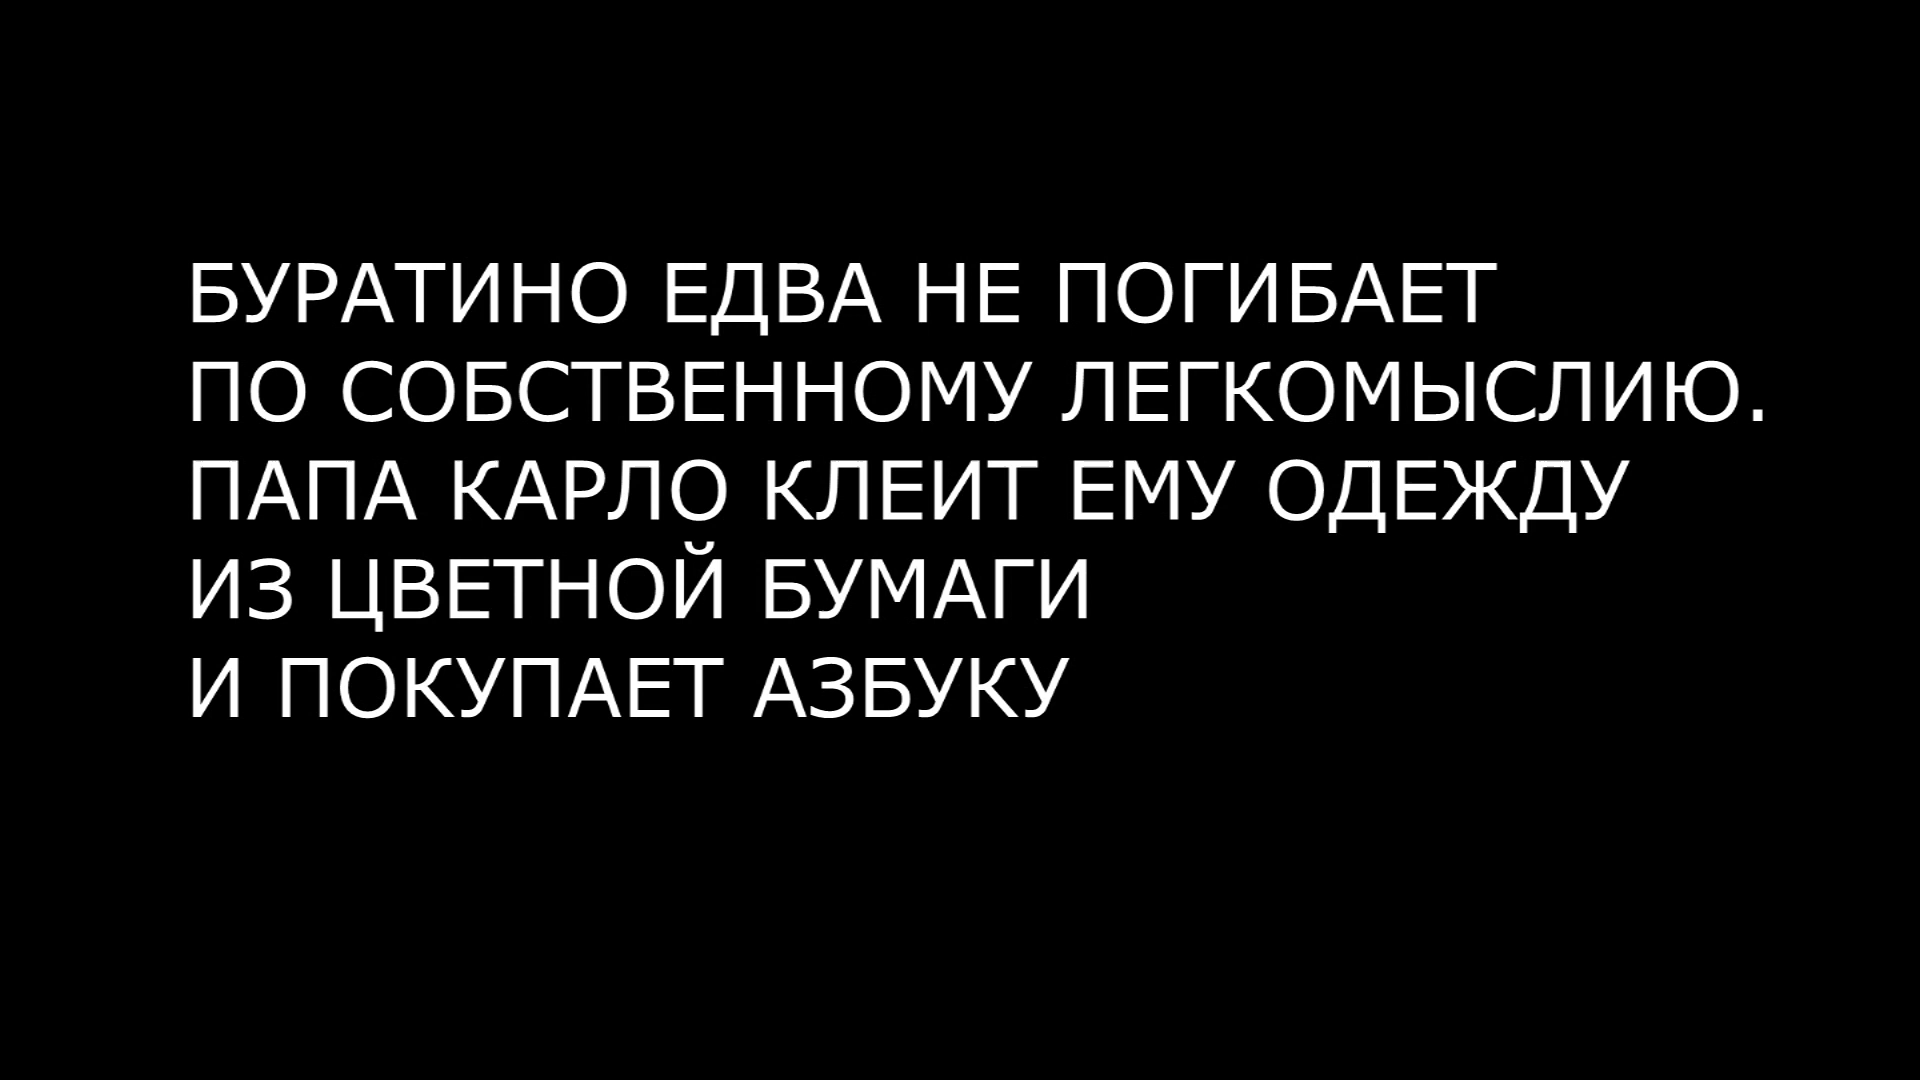 БУРАТИНО ЕДВА НЕ ПОГИБАЕТ
ПО СОБСТВЕННОМУ ЛЕГКОМЫСЛИЮ.
ПАПА КАРЛО КЛЕИТ ЕМУ ОДЕЖДУ
ИЗ ЦВЕТНОЙ БУМАГИ
И ПОКУПАЕТ АЗБУКУ